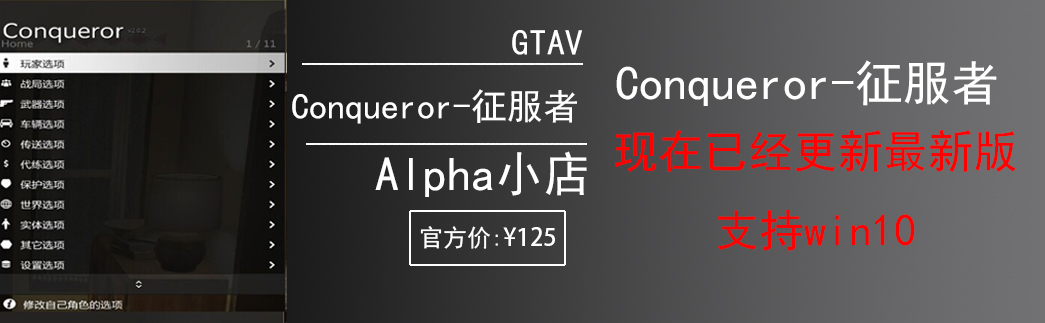 Conqueror v2.0.2
Home 1 / 11
玩家选项
战局选项
武器选项
车辆选项
传送选项
代练选项
保护选项
世界选项
实体选项
其它选项
设置选项
修改自己角色的选项
GTAV
Conqueror-征服者
Alpha小店
官方价:¥125
Conqueror-征服者
现在已经更新最新版
支持win10